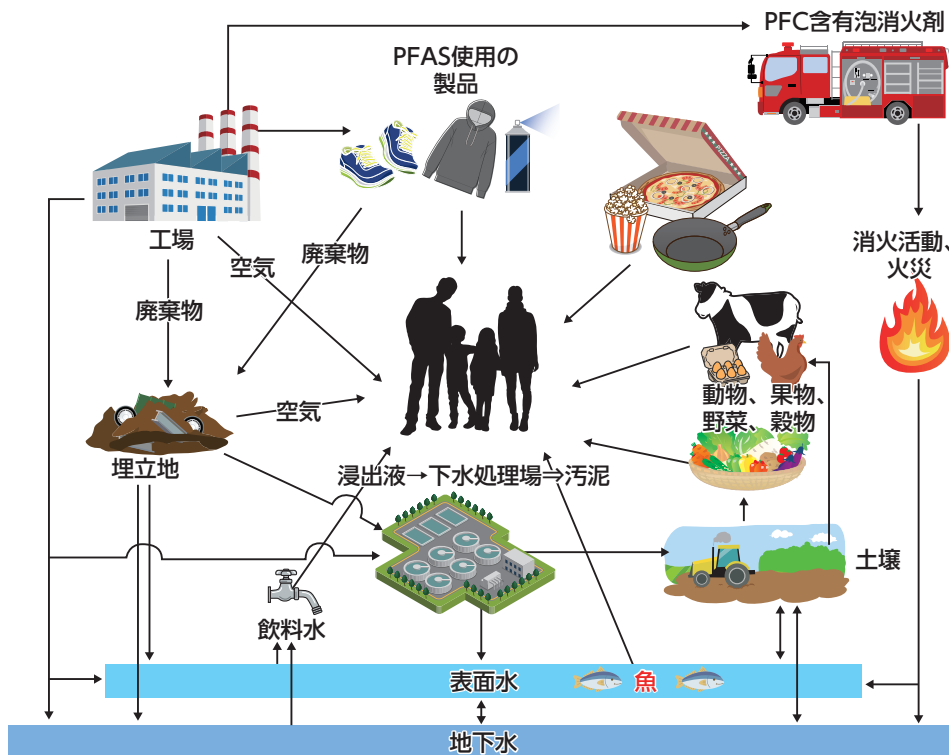 PFC含有泡消火剤
PFAS使用の
製品
PIZZA
工場
空気
廃棄物
消火活動、
火災
廃棄物
動物、果物、
野菜、穀物
空気
埋立地
浸出液→下水処理場⇒汚泥
土壌
飲料水
表面水
魚
地下水